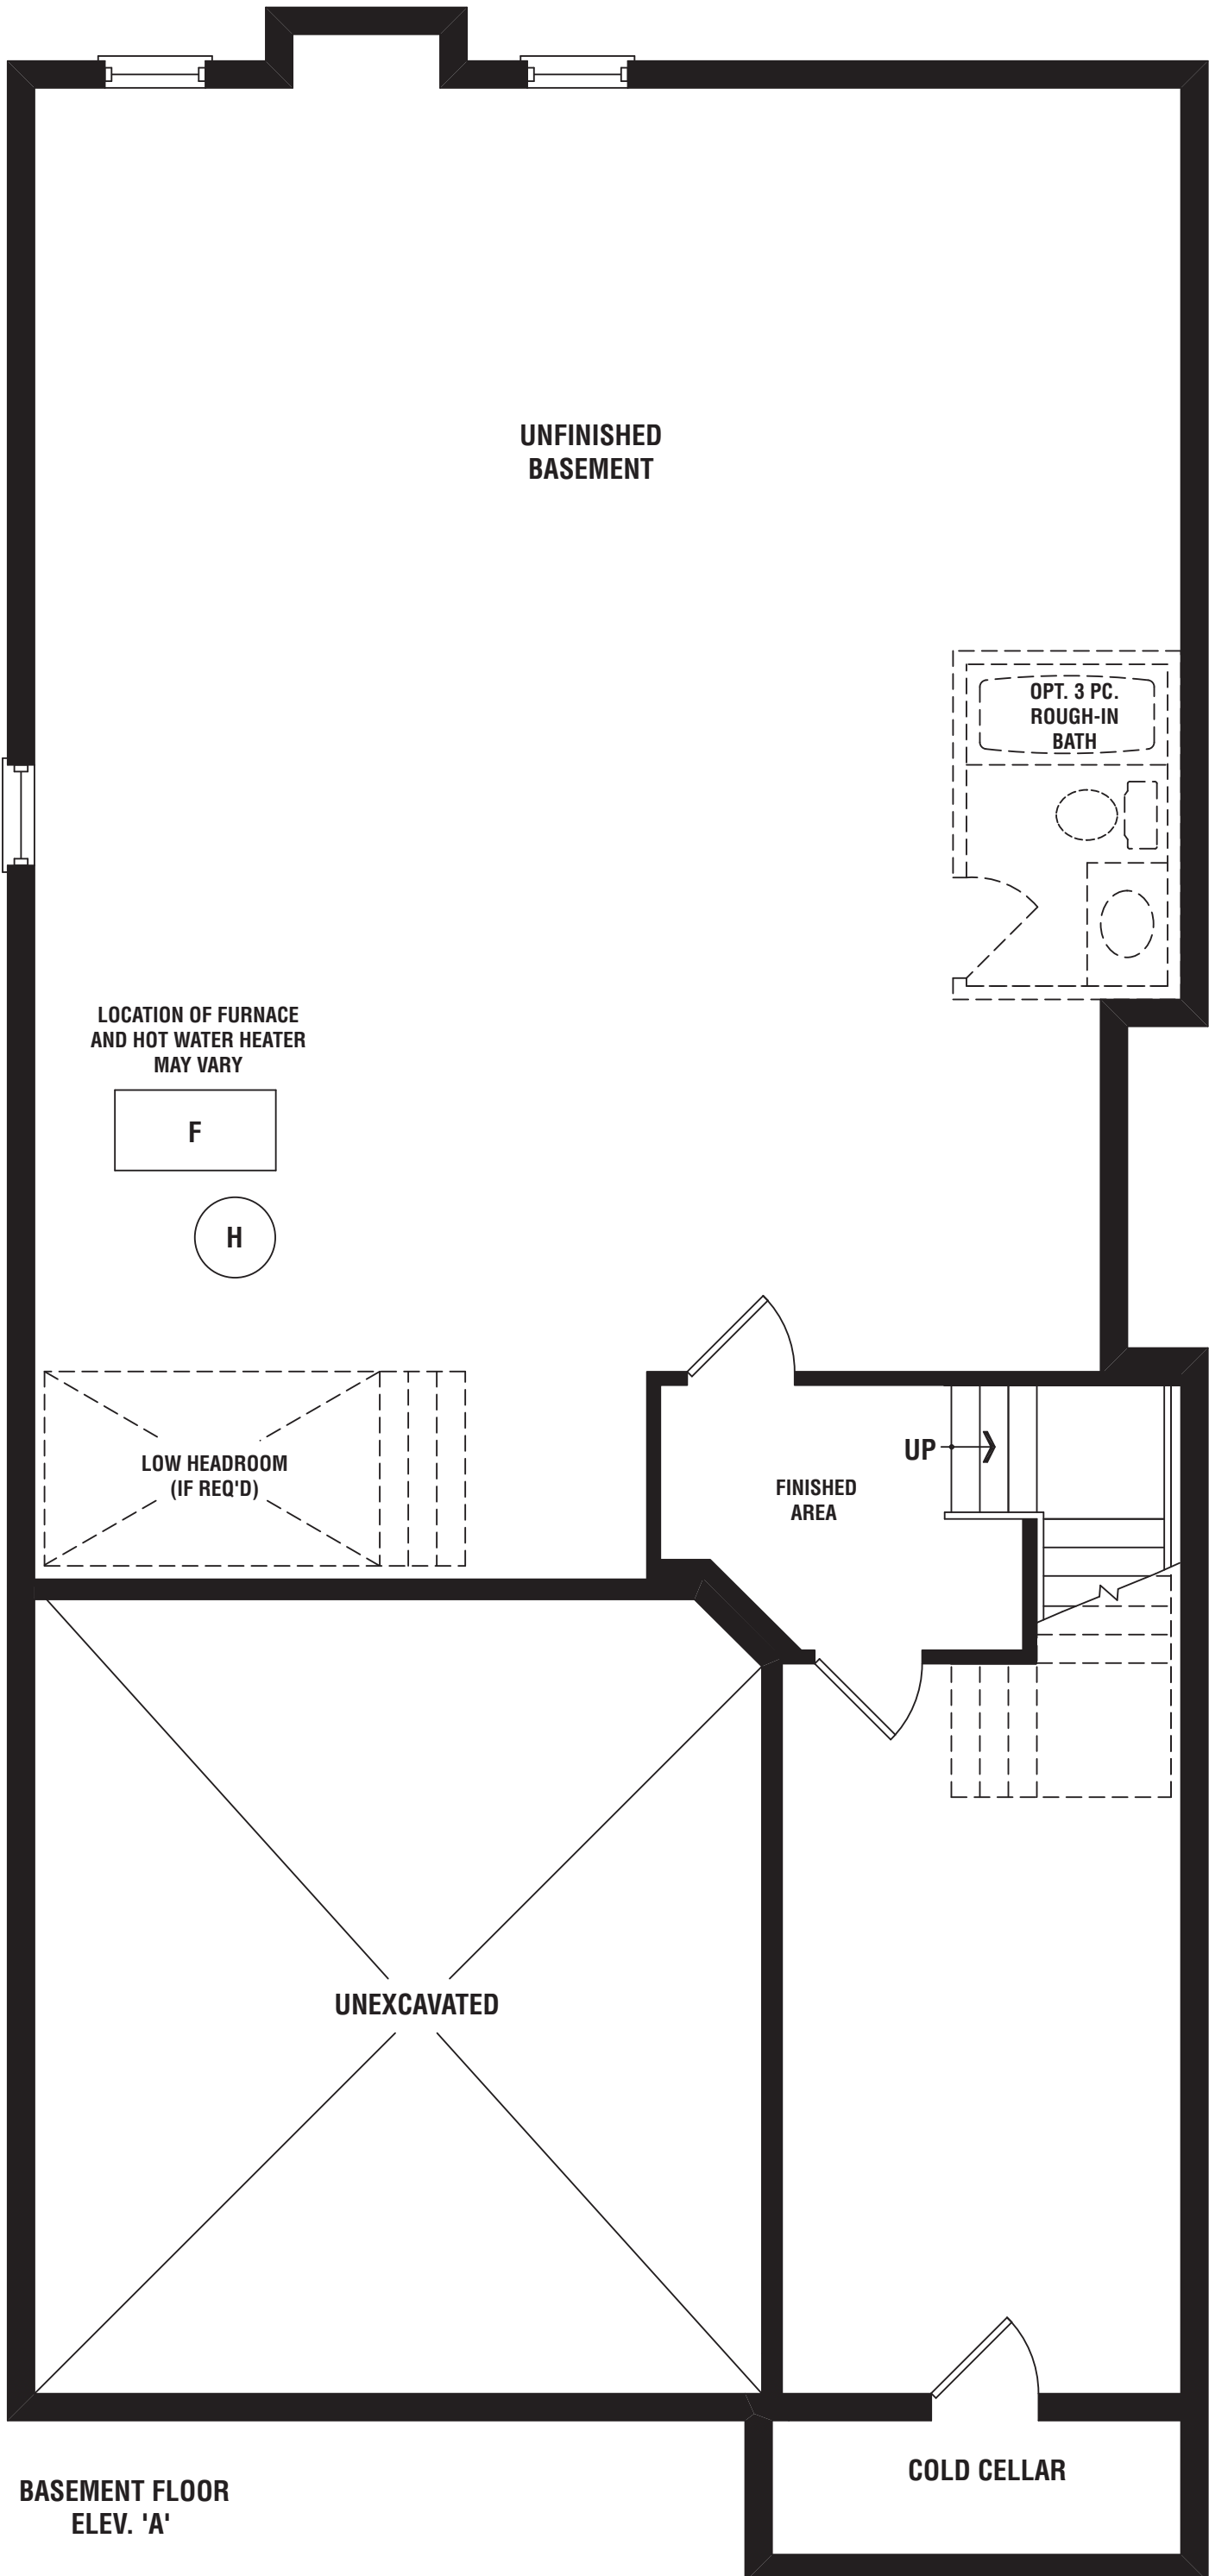 UNFINISHED
BASEMENT
OPT. 3 PC.
ROUGH-IN
BATH
LOCATION OF FURNACE
AND HOT WATER HEATER
MAY VARY
F
H
UP
LOW HEADROOM
(IF REQ'D)
FINISHED
AREA
UNEXCAVATED
COLD CELLAR
BASEMENT FLOOR
ELEV. 'A'